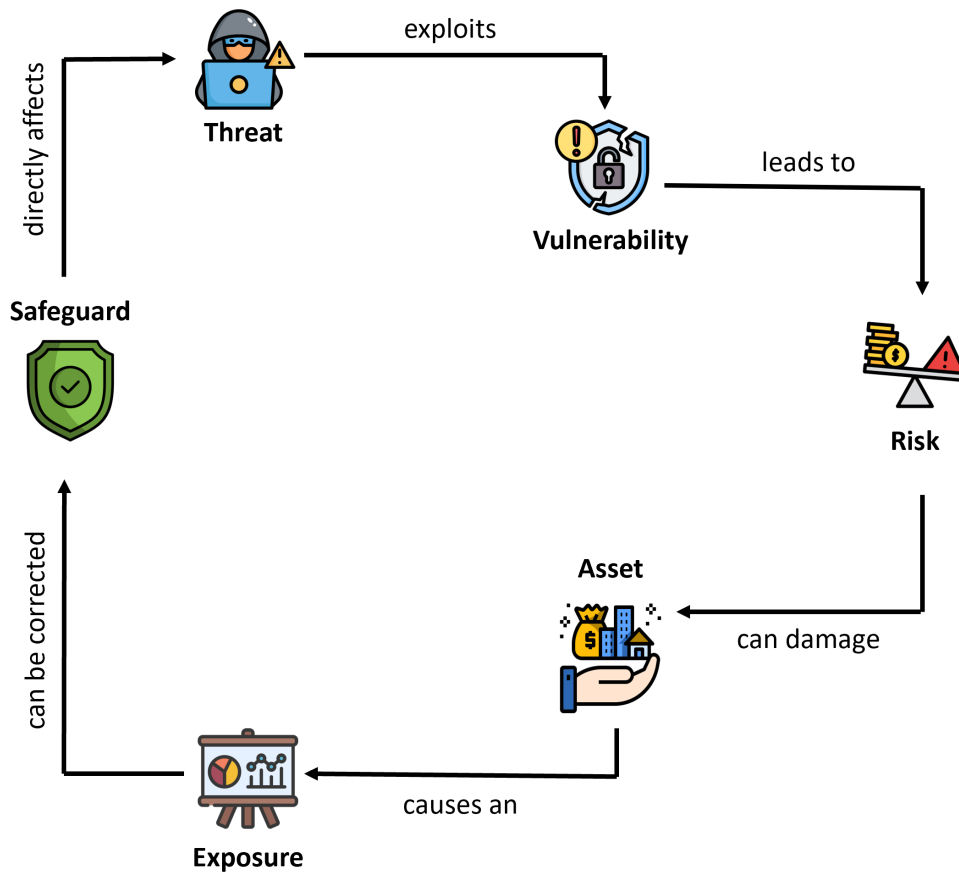 exploits
directly affects
Threat
leads to
Vulnerability
Safeguard
$
Risk
can be corrected
Asset
$
can damage
causes an
Exposure